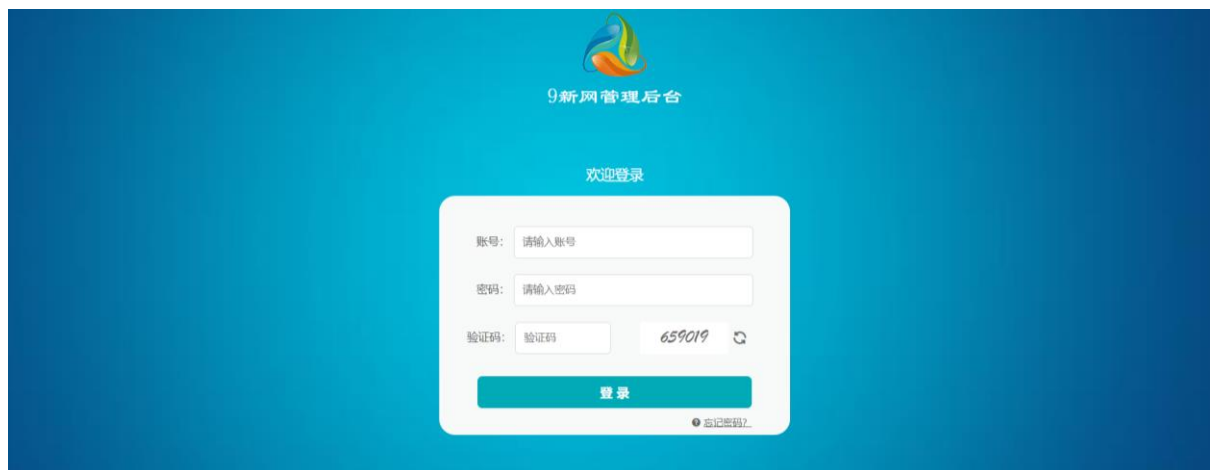 9新网管理后台
欢迎登录
账号: 请输入账号
密码: 请输入密码
验证码: 验证码 659019
登录
忘记密码?